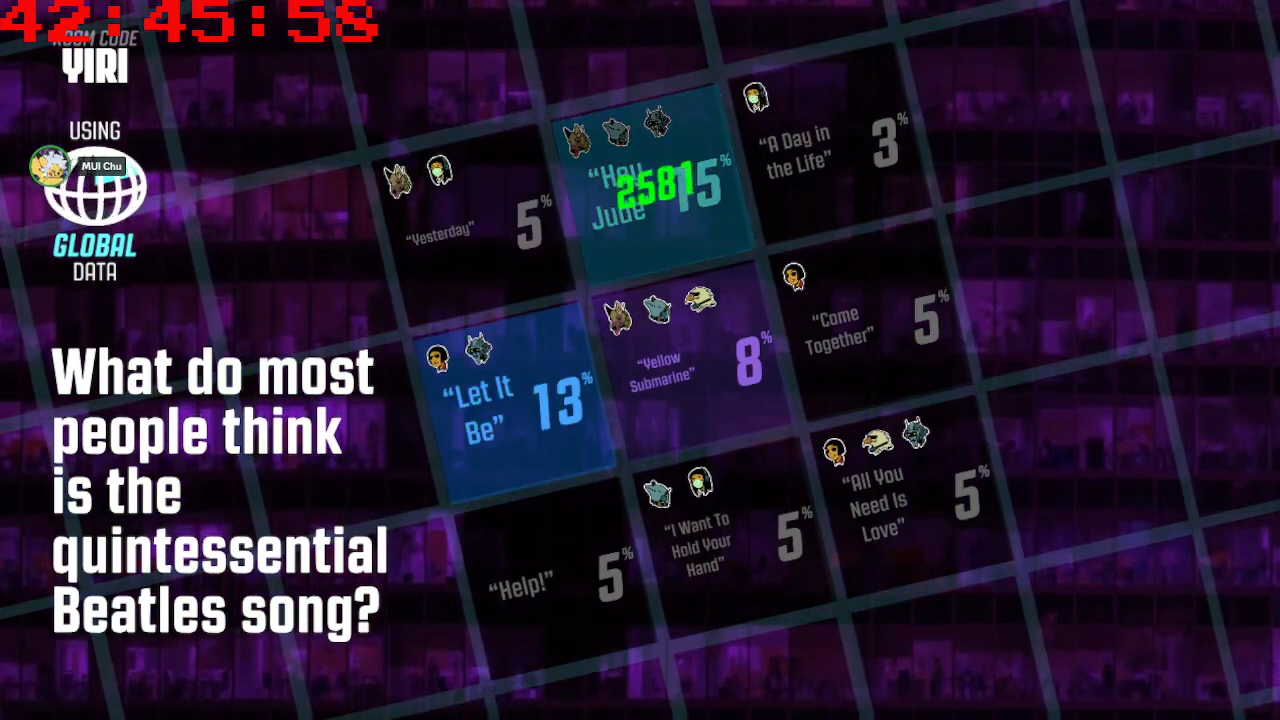 42:45:58
ROOM CODE
YIRI
USING
MUI Chu
GLOBAL
DATA
What do most
people think
is the
quintessential
Beatles song?
"Yesterday"
5%
"Hey
Jude"
15%
2581
"A Day in
the Life"
3%
"Let It
Be"
13%
"Yellow
Submarine"
8%
"Come
Together"
5%
"Help!"
5%
"I Want To
Hold Your
Hand"
5%
"All You
Need Is
Love"
5%